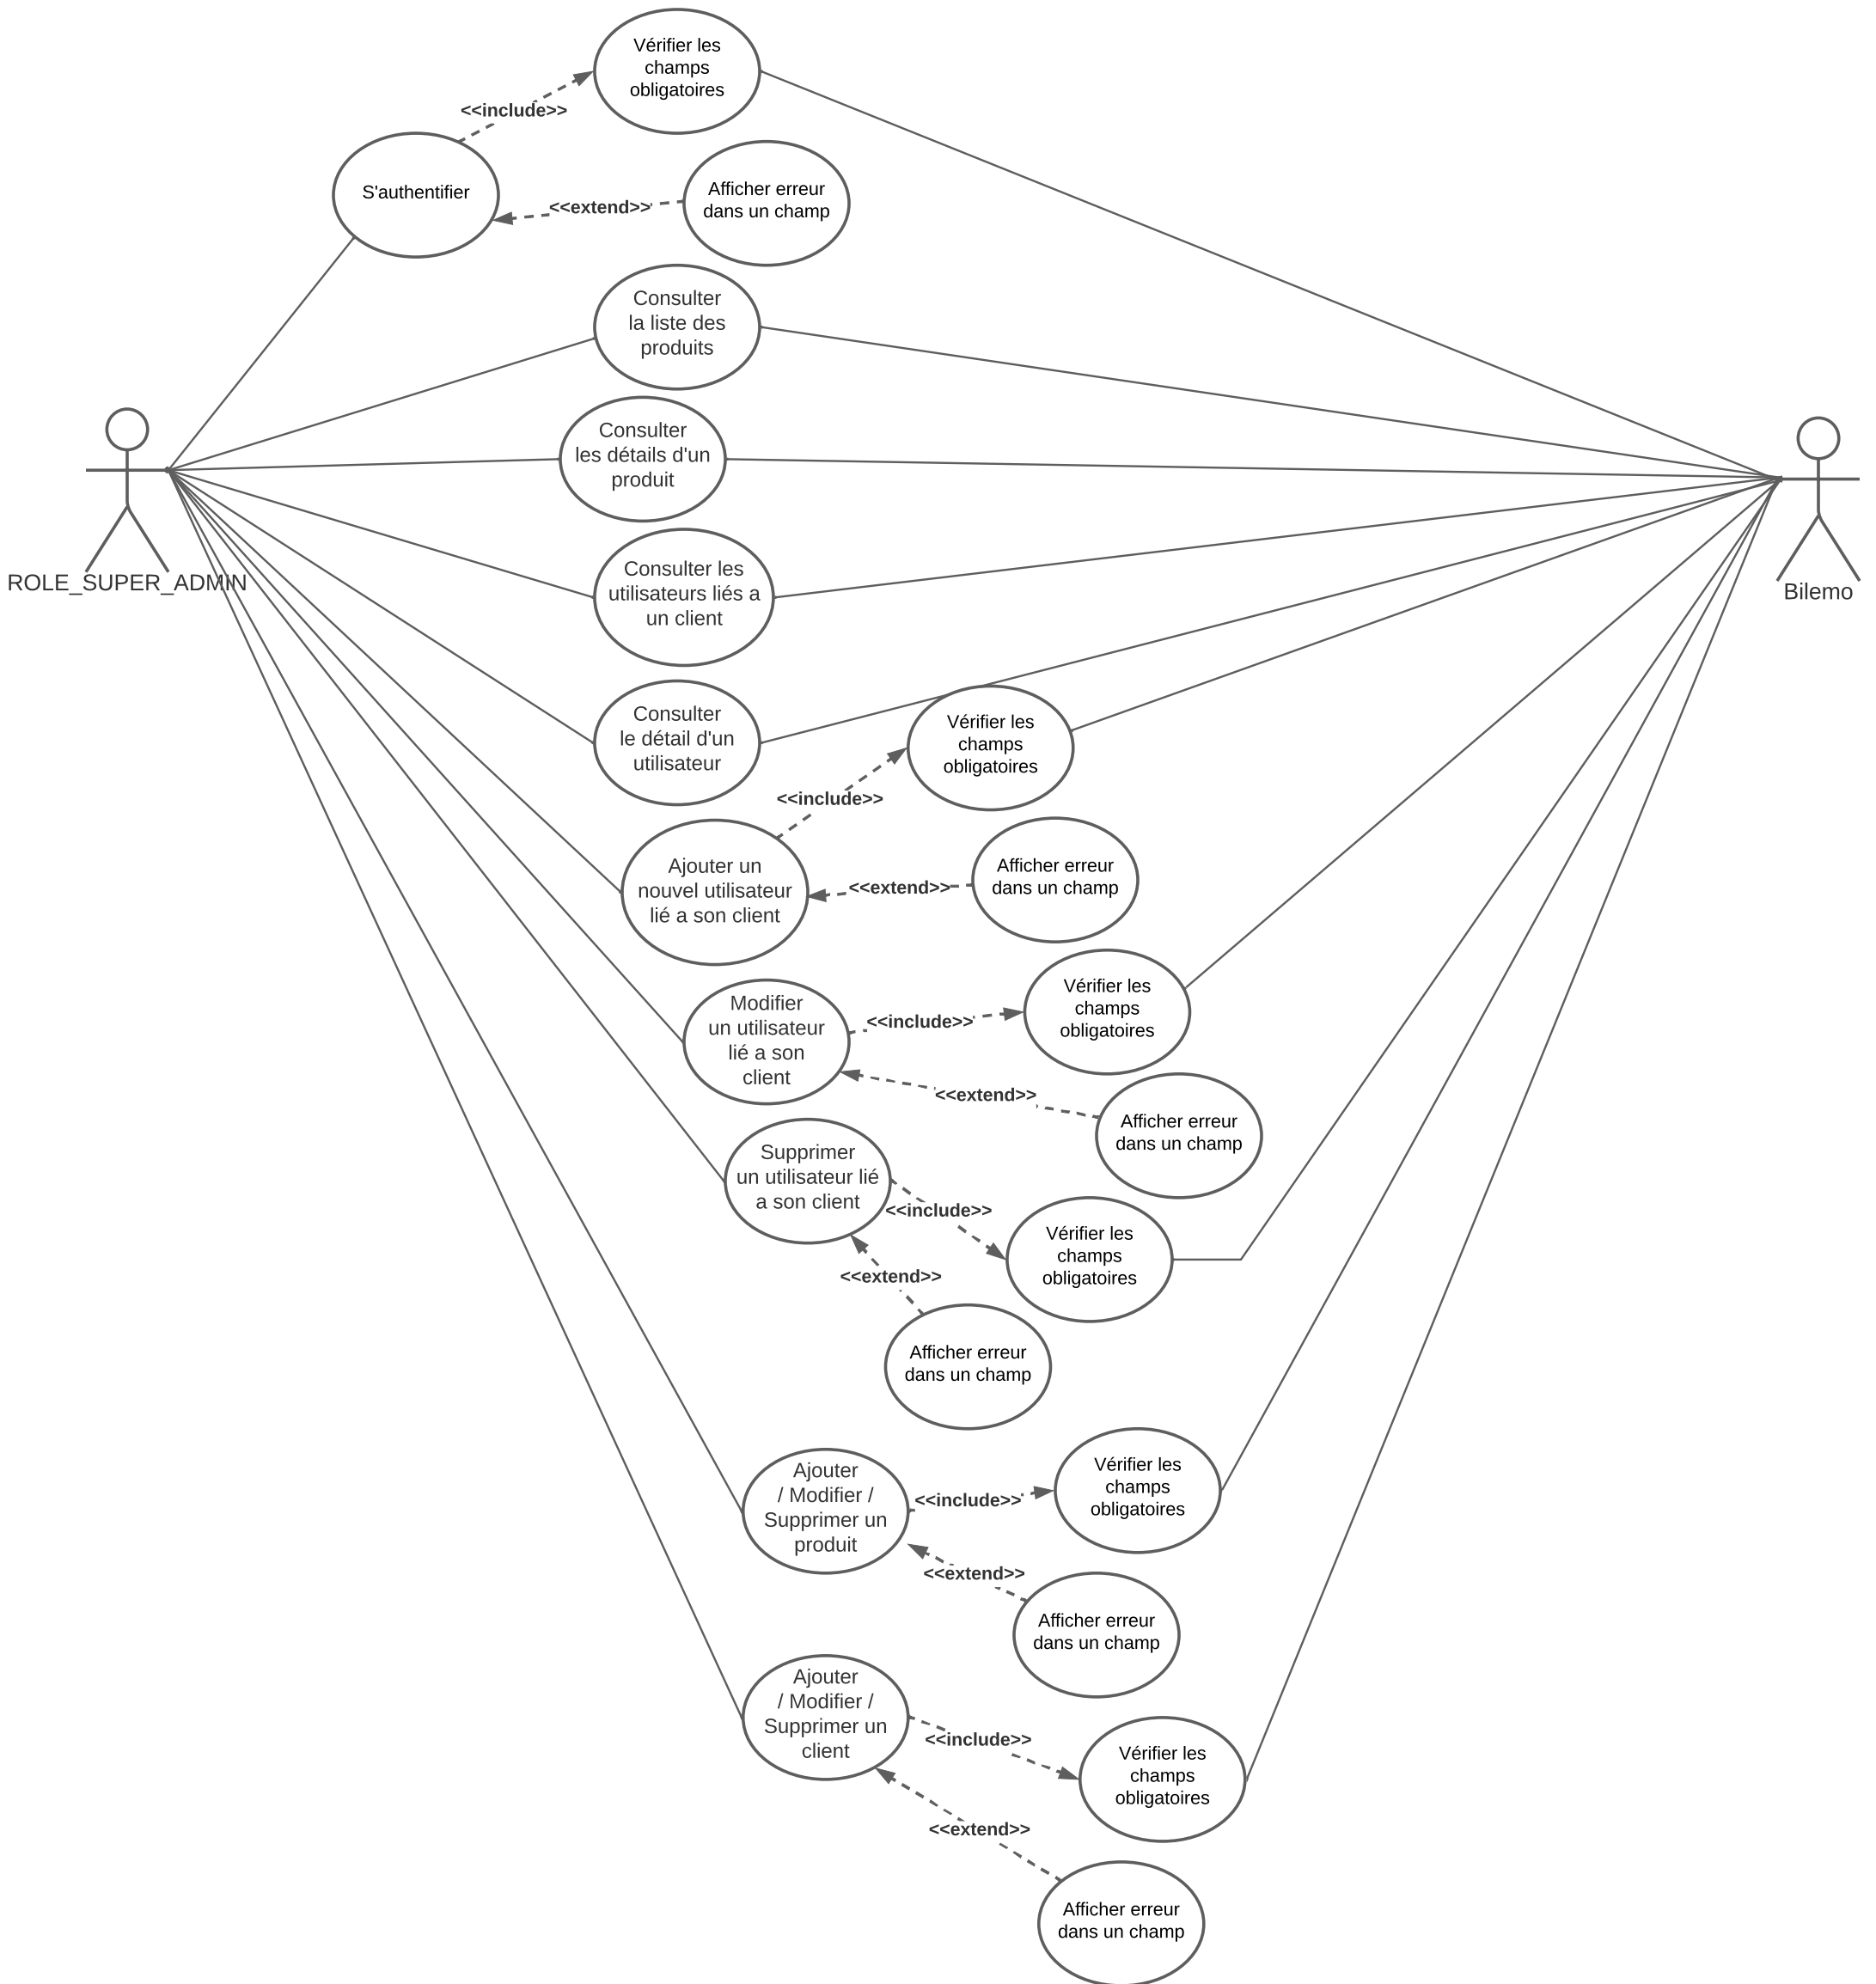 Vérifier les
champs
obligatoires
<<include>>
S'authentifier
Afficher erreur
dans un champ
<<extend>>
Consulter
la liste des
produits
Consulter
les détails d'un
produit
ROLE_SUPER_ADMIN
Bilemo
Consulter les
utilisateurs liés a
un client
Consulter
le détail d'un
utilisateur
Vérifier les
champs
obligatoires
<<include>>
Ajouter un
nouvel utilisateur
lié a son client
<<extend>>
Afficher erreur
dans un champ
Modifier
un utilisateur
lié a son
client
<<include>>
Vérifier les
champs
obligatoires
<<extend>>
Afficher erreur
dans un champ
Supprimer
un utilisateur lié
a son client
<<include>>
Vérifier les
champs
obligatoires
<<extend>>
Afficher erreur
dans un champ
Ajouter
/ Modifier /
Supprimer un
produit
<<include>>
Vérifier les
champs
obligatoires
<<extend>>
Afficher erreur
dans un champ
Ajouter
/ Modifier /
Supprimer un
client
<<include>>
Vérifier les
champs
obligatoires
<<extend>>
Afficher erreur
dans un champ